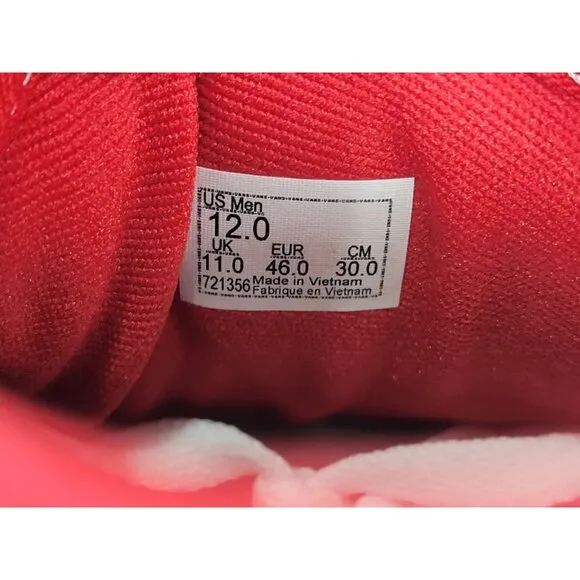 US Men
12.0
UK EUR CM
11.0 46.0 30.0
721356 Made in Vietnam
Fabrique en Vietnam